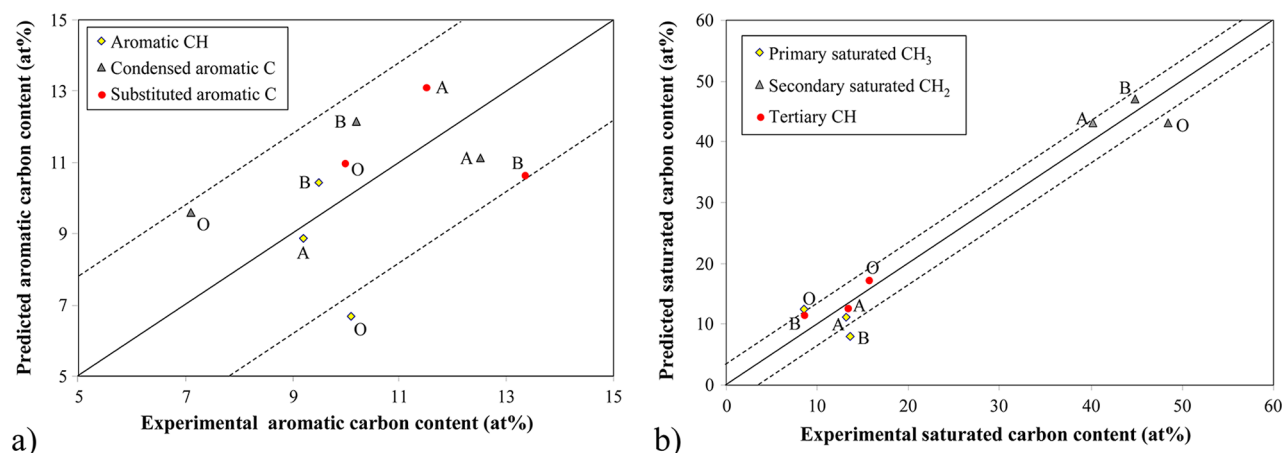 Predicted aromatic carbon content (at%)
15
13
11
9
7
5
Aromatic CH
Condensed aromatic C
Substituted aromatic C
A
B
O
A
B
B
O
A
O
5
7
9
11
13
15
Experimental aromatic carbon content (at%)
a)
Predicted saturated carbon content (at%)
60
50
40
30
20
10
0
Primary saturated CH3
Secondary saturated CH2
Tertiary CH
B
A
O
O
O
A
B
A
B
0
10
20
30
40
50
60
Experimental saturated carbon content (at%)
b)